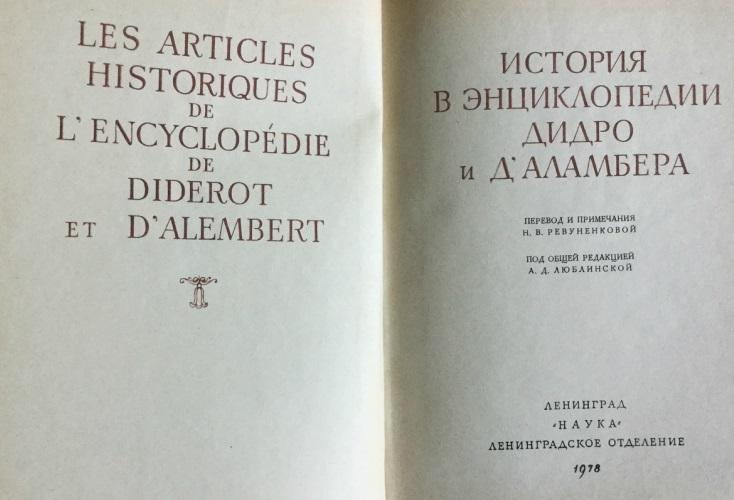 LES ARTICLES
HISTORIQUES
DE
L'ENCYCLOPÉDIE
DE
DIDEROT
ET D'ALEMBERT
ИСТОРИЯ
В ЭНЦИКЛОПЕДИИ
ДИДРО
и Д'АЛАМБЕРА
ПЕРЕВОД И ПРИМЕЧАНИЯ
Н. В. РЕВУНЕНКОВОЙ
ПОД ОБЩЕЙ РЕДАКЦИЕЙ
А. Д. ЛЮБЛИНСКОЙ
ЛЕНИНГРАД
«НАУКА»
ЛЕНИНГРАДСКОЕ ОТДЕЛЕНИЕ
1978